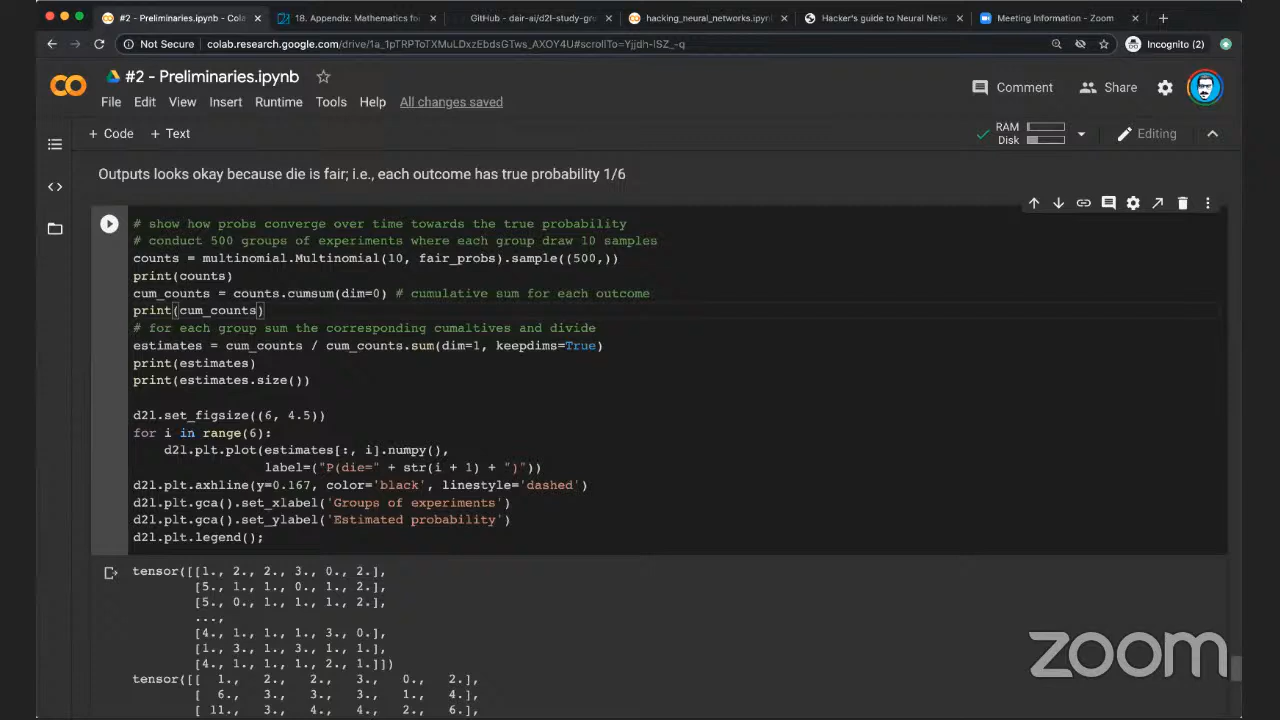 #2 - Preliminaries.ipynb - Cola
18. Appendix: Mathematics fo
GitHub - dair-ai/d2l-study-gro
hacking_neural_networks.ipynb
Hacker's guide to Neural Netw
Meeting Information - Zoom
Not Secure
colab.research.google.com/drive/1a_1pTRPToTXMuLDxzEbdsGTws_AXOY4U#scrollTo=Yjjdh-ISZ_-q
Incognito (2)
#2 - Preliminaries.ipynb
File Edit View Insert Runtime Tools Help All changes saved
Comment
Share
+ Code + Text
RAM
Disk
Editing
Outputs looks okay because die is fair; i.e., each outcome has true probability 1/6
# show how probs converge over time towards the true probability
# conduct 500 groups of experiments where each group draw 10 samples
counts = multinomial.Multinomial(10, fair_probs).sample((500,))
print(counts)
cum_counts = counts.cumsum(dim=0) # cumulative sum for each outcome
print(cum_counts)
# for each group sum the corresponding cumaltives and divide
estimates = cum_counts / cum_counts.sum(dim=1, keepdims=True)
print(estimates)
print(estimates.size())
d2l.set_figsize((6, 4.5))
for i in range(6):
d2l.plt.plot(estimates[:, i].numpy(),
label=("P(die=" + str(i + 1) + ")"))
d2l.plt.axhline(y=0.167, color='black', linestyle='dashed')
d2l.plt.gca().set_xlabel('Groups of experiments')
d2l.plt.gca().set_ylabel('Estimated probability')
d2l.plt.legend();
tensor([[1., 2., 2., 3., 0., 2.],
[5., 1., 1., 0., 1., 2.],
[5., 0., 1., 1., 1., 2.],
...,
[4., 1., 1., 1., 3., 0.],
[1., 3., 1., 3., 1., 1.],
[4., 1., 1., 1., 2., 1.]])
tensor([[ 1., 2., 2., 3., 0., 2.],
[ 6., 3., 3., 3., 1., 4.],
[ 11., 3., 4., 4., 2., 6.],
zoom